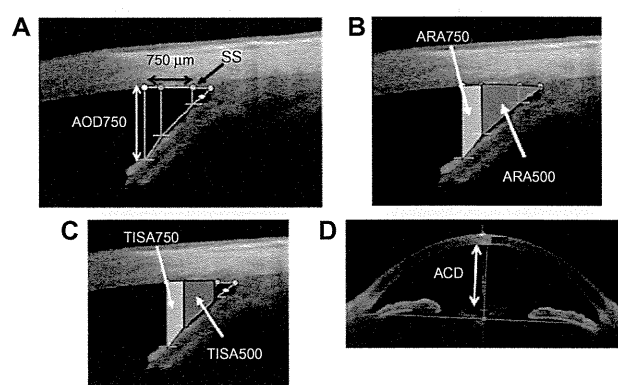 A
750 µm
SS
AOD750
B
ARA750
ARA500
C
TISA750
TISA500
D
ACD